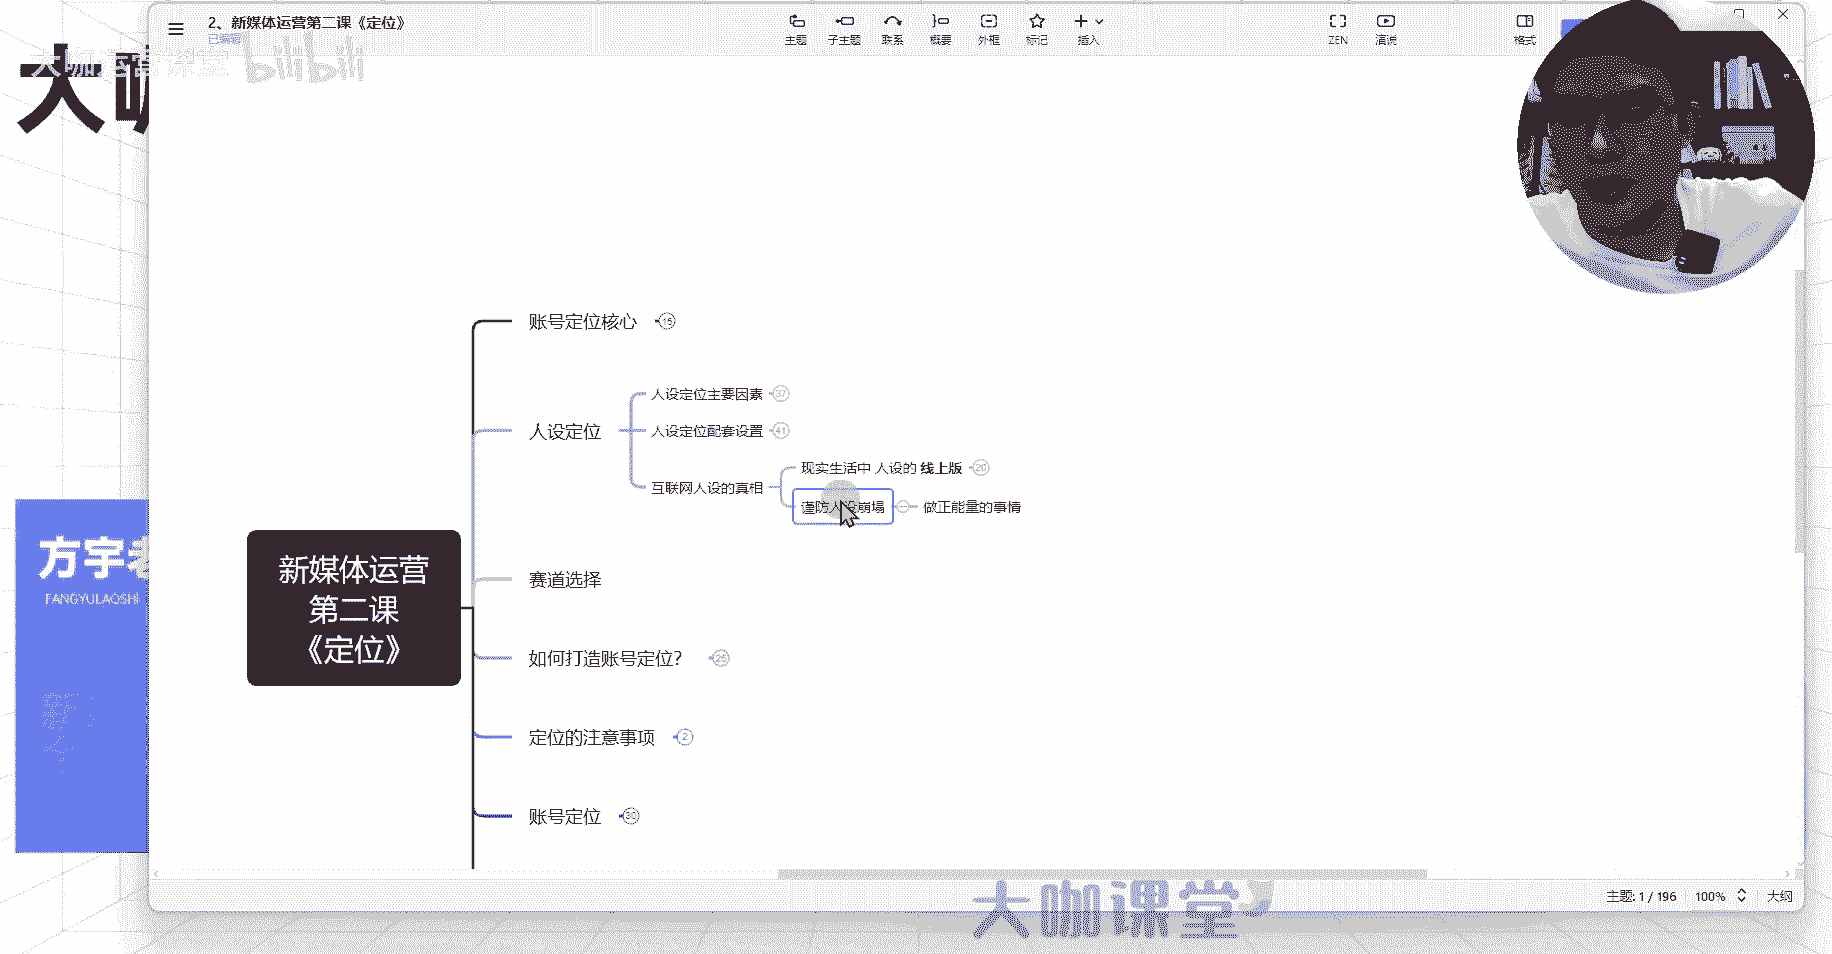 2、新媒体运营第二课《定位》
已编辑
主题
子主题
联系
概要
外框
标记
插入
ZEN
演说
格式
大咖运营课堂
bilibili
大咖
账号定位核心
15
人设定位主要因素
37
人设定位
人设定位配套设置
41
现实生活中 人设的 线上版
20
互联网人设的真相
谨防人设崩塌
做正能量的事情
新媒体运营
第二课
《定位》
赛道选择
方宇老
FANGYULAOSHI
如何打造账号定位？
25
定位的注意事项
2
账号定位
30
主题: 1 / 196
100%
大纲
大咖课堂